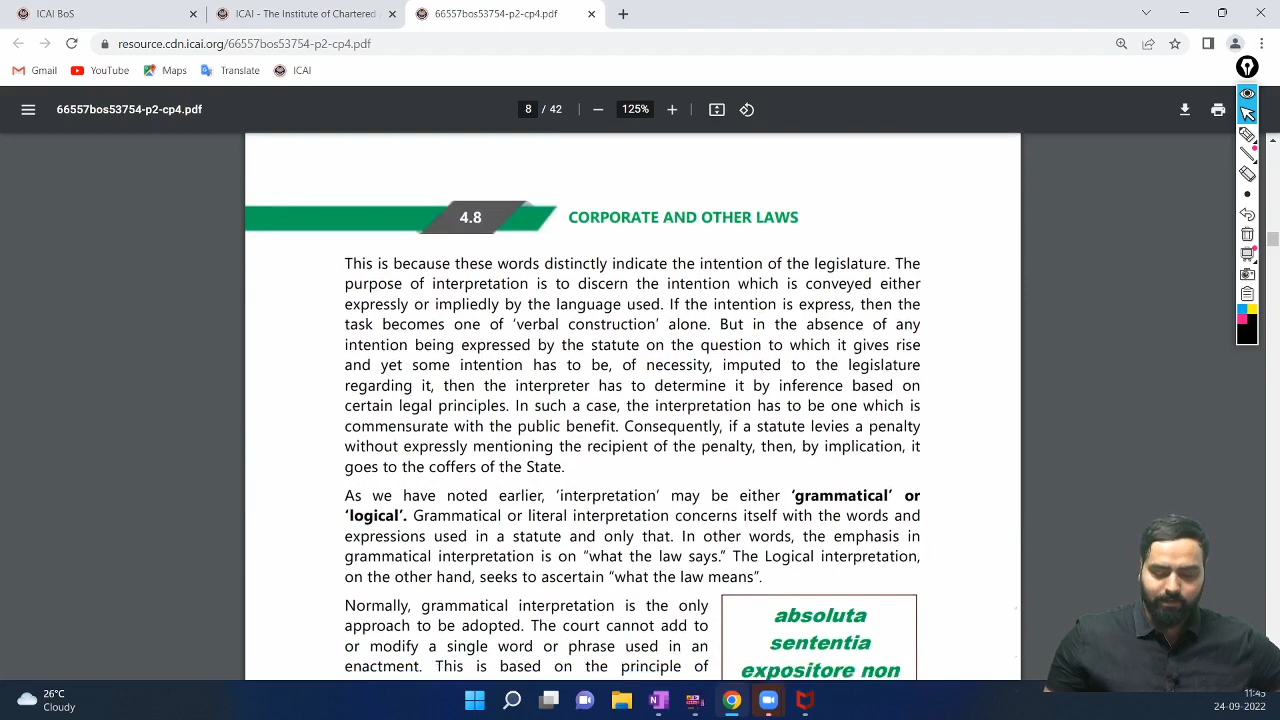 ICAI BoS
ICAI - The Institute of Chartered
66557bos53754-p2-cp4.pdf
resource.cdn.icai.org/66557bos53754-p2-cp4.pdf
Gmail
YouTube
Maps
Translate
ICAI
66557bos53754-p2-cp4.pdf
8 / 42
125%
4.8
CORPORATE AND OTHER LAWS
This is because these words distinctly indicate the intention of the legislature. The
purpose of interpretation is to discern the intention which is conveyed either
expressly or impliedly by the language used. If the intention is express, then the
task becomes one of ‘verbal construction’ alone. But in the absence of any
intention being expressed by the statute on the question to which it gives rise
and yet some intention has to be, of necessity, imputed to the legislature
regarding it, then the interpreter has to determine it by inference based on
certain legal principles. In such a case, the interpretation has to be one which is
commensurate with the public benefit. Consequently, if a statute levies a penalty
without expressly mentioning the recipient of the penalty, then, by implication, it
goes to the coffers of the State.
As we have noted earlier, ‘interpretation’ may be either ‘grammatical’ or
‘logical’. Grammatical or literal interpretation concerns itself with the words and
expressions used in a statute and only that. In other words, the emphasis in
grammatical interpretation is on “what the law says.” The Logical interpretation,
on the other hand, seeks to ascertain “what the law means”.
Normally, grammatical interpretation is the only
approach to be adopted. The court cannot add to
or modify a single word or phrase used in an
enactment. This is based on the principle of
absoluta
sententia
expositore non
26°C
Cloudy
11:45
24-09-2022